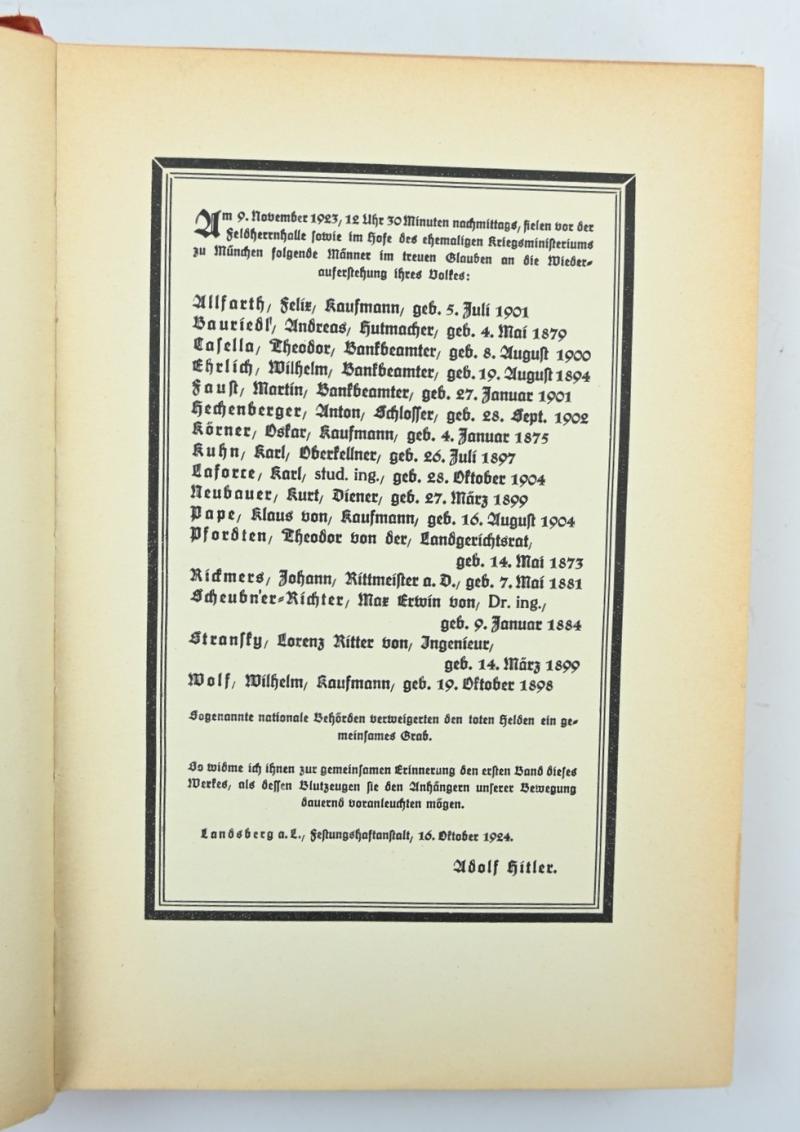 Am 9. November 1923, 12 Uhr 30 Minuten nachmittags, fielen vor der
Feldherrnhalle sowie im Hofe des ehemaligen Kriegsministeriums
zu München folgende Männer im treuen Glauben an die Wieder-
auferstehung ihres Volkes:
Allfarth, Felix, Kaufmann, geb. 5. Juli 1901
Bauriedl, Andreas, Hutmacher, geb. 4. Mai 1879
Casella, Theodor, Bankbeamter, geb. 8. August 1900
Ehrlich, Wilhelm, Bankbeamter, geb. 19. August 1894
Faust, Martin, Bankbeamter, geb. 27. Januar 1901
Hechenberger, Anton, Schlosser, geb. 28. Sept. 1902
Körner, Oskar, Kaufmann, geb. 4. Januar 1875
Kuhn, Karl, Oberkellner, geb. 26. Juli 1897
Laforce, Karl, stud. ing., geb. 28. Oktober 1904
Neubauer, Kurt, Diener, geb. 27. März 1899
Pape, Klaus von, Kaufmann, geb. 16. August 1904
Pfordten, Theodor von der, Landgerichtsrat,
geb. 14. Mai 1873
Rickmers, Johann, Rittmeister a. D., geb. 7. Mai 1881
Scheubner-Richter, Max Erwin von, Dr. ing.,
geb. 9. Januar 1884
Stransky, Lorenz Ritter von, Ingenieur,
geb. 14. März 1899
Wolf, Wilhelm, Kaufmann, geb. 19. Oktober 1898
Sogenannte nationale Behörden verweigerten den toten Helden ein ge-
meinsames Grab.
So widme ich ihnen zur gemeinsamen Erinnerung den ersten Band dieses
Werkes, als dessen Blutzeugen sie den Anhängern unserer Bewegung
dauernd voranleuchten mögen.
Landsberg a. L., Festungshaftanstalt, 16. Oktober 1924.
Adolf Hitler.